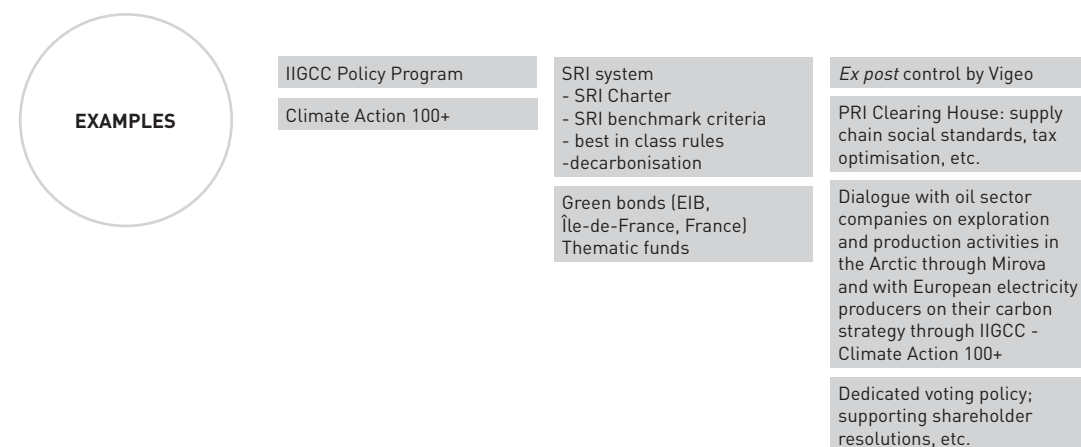 EXAMPLES
IIGCC Policy Program
Climate Action 100+
SRI system
- SRI Charter
- SRI benchmark criteria
- best in class rules
-decarbonisation
Green bonds (EIB,
Île-de-France, France)
Thematic funds
Ex post control by Vigeo
PRI Clearing House: supply
chain social standards, tax
optimisation, etc.
Dialogue with oil sector
companies on exploration
and production activities in
the Arctic through Mirova
and with European electricity
producers on their carbon
strategy through IIGCC -
Climate Action 100+
Dedicated voting policy;
supporting shareholder
resolutions, etc.